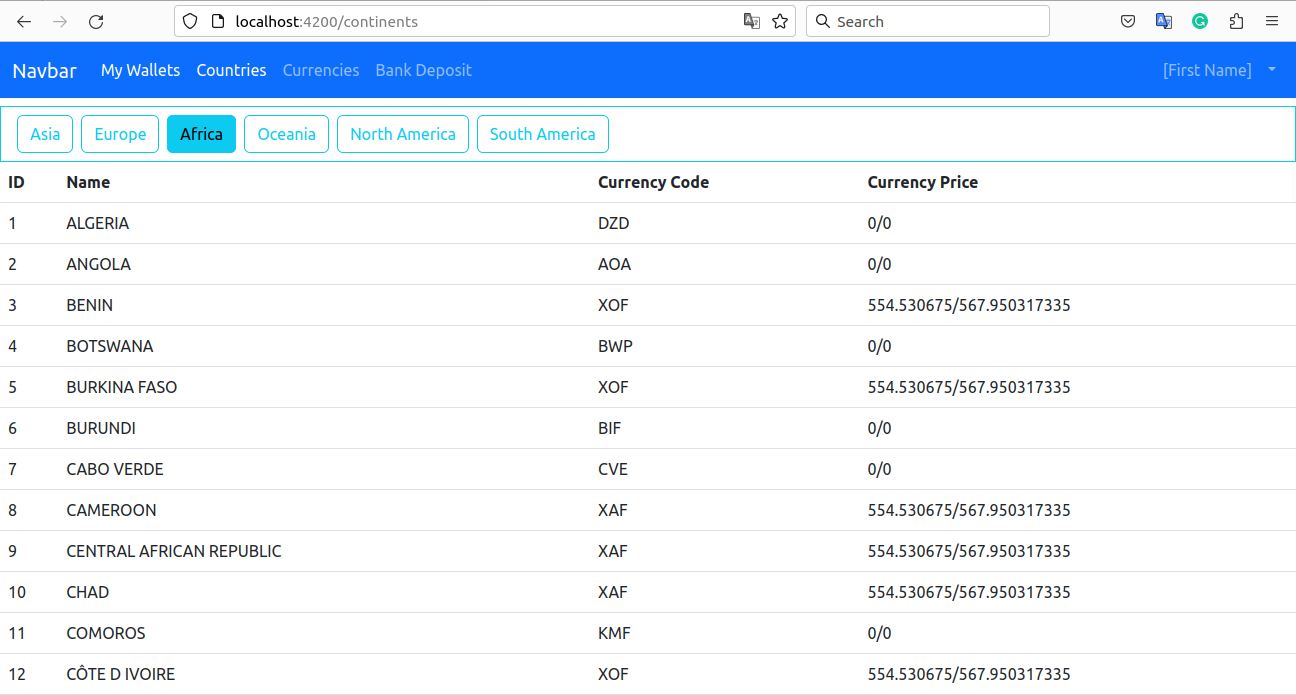 localhost:4200/continents Search
Navbar My Wallets Countries Currencies Bank Deposit [First Name]
Asia Europe Africa Oceania North America South America
ID Name Currency Code Currency Price
1 ALGERIA DZD 0/0
2 ANGOLA AOA 0/0
3 BENIN XOF 554.530675/567.950317335
4 BOTSWANA BWP 0/0
5 BURKINA FASO XOF 554.530675/567.950317335
6 BURUNDI BIF 0/0
7 CABO VERDE CVE 0/0
8 CAMEROON XAF 554.530675/567.950317335
9 CENTRAL AFRICAN REPUBLIC XAF 554.530675/567.950317335
10 CHAD XAF 554.530675/567.950317335
11 COMOROS KMF 0/0
12 CÔTE D IVOIRE XOF 554.530675/567.950317335